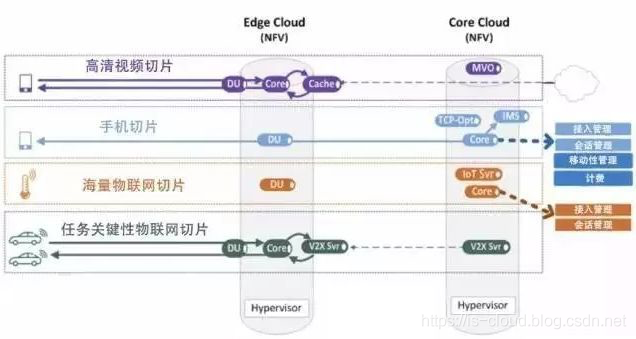 Edge Cloud
(NFV)
Core Cloud
(NFV)
高清视频切片
DU
Core
Cache
MVO
手机切片
DU
TCP-Opta
IMS
Core
接入管理
会话管理
移动性管理
计费
海量物联网切片
DU
IoT Svr
Core
接入管理
会话管理
任务关键性物联网切片
DU
Core
V2X Svr
V2X Svr
Hypervisor
Hypervisor
https://is-cloud.blog.csdn.net